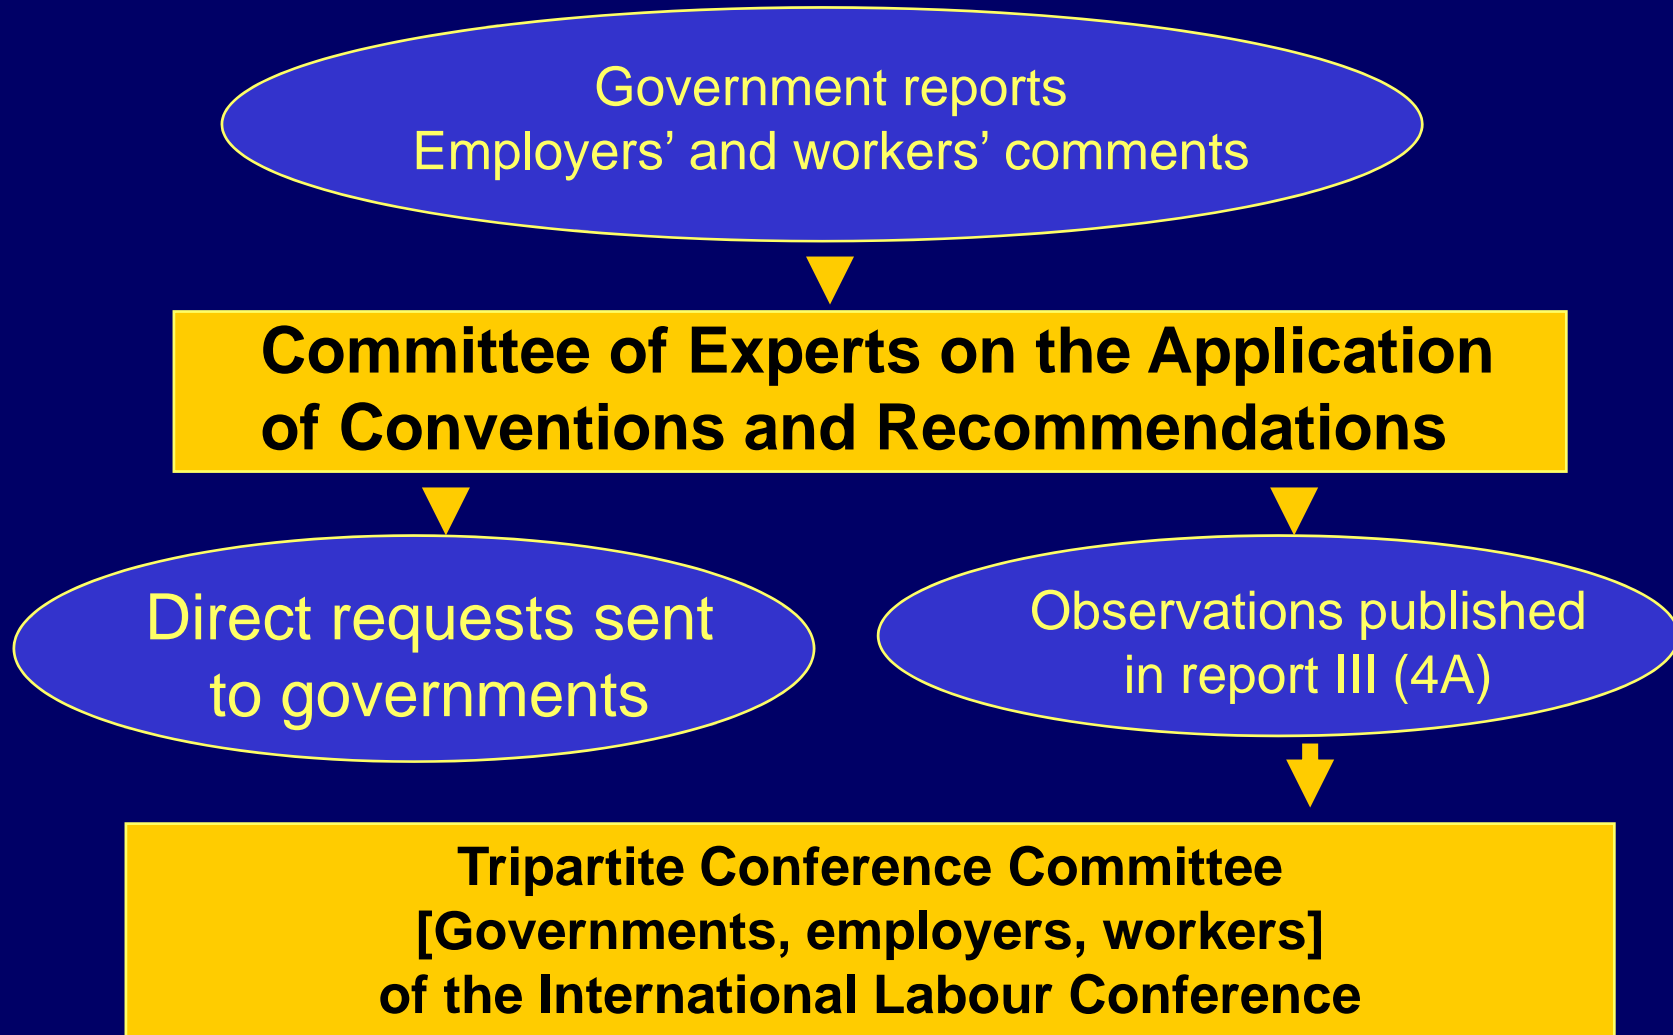 Government reports
Employers’ and workers’ comments
Committee of Experts on the Application
of Conventions and Recommendations
Direct requests sent
to governments
Observations published
in report III (4A)
Tripartite Conference Committee
[Governments, employers, workers]
of the International Labour Conference